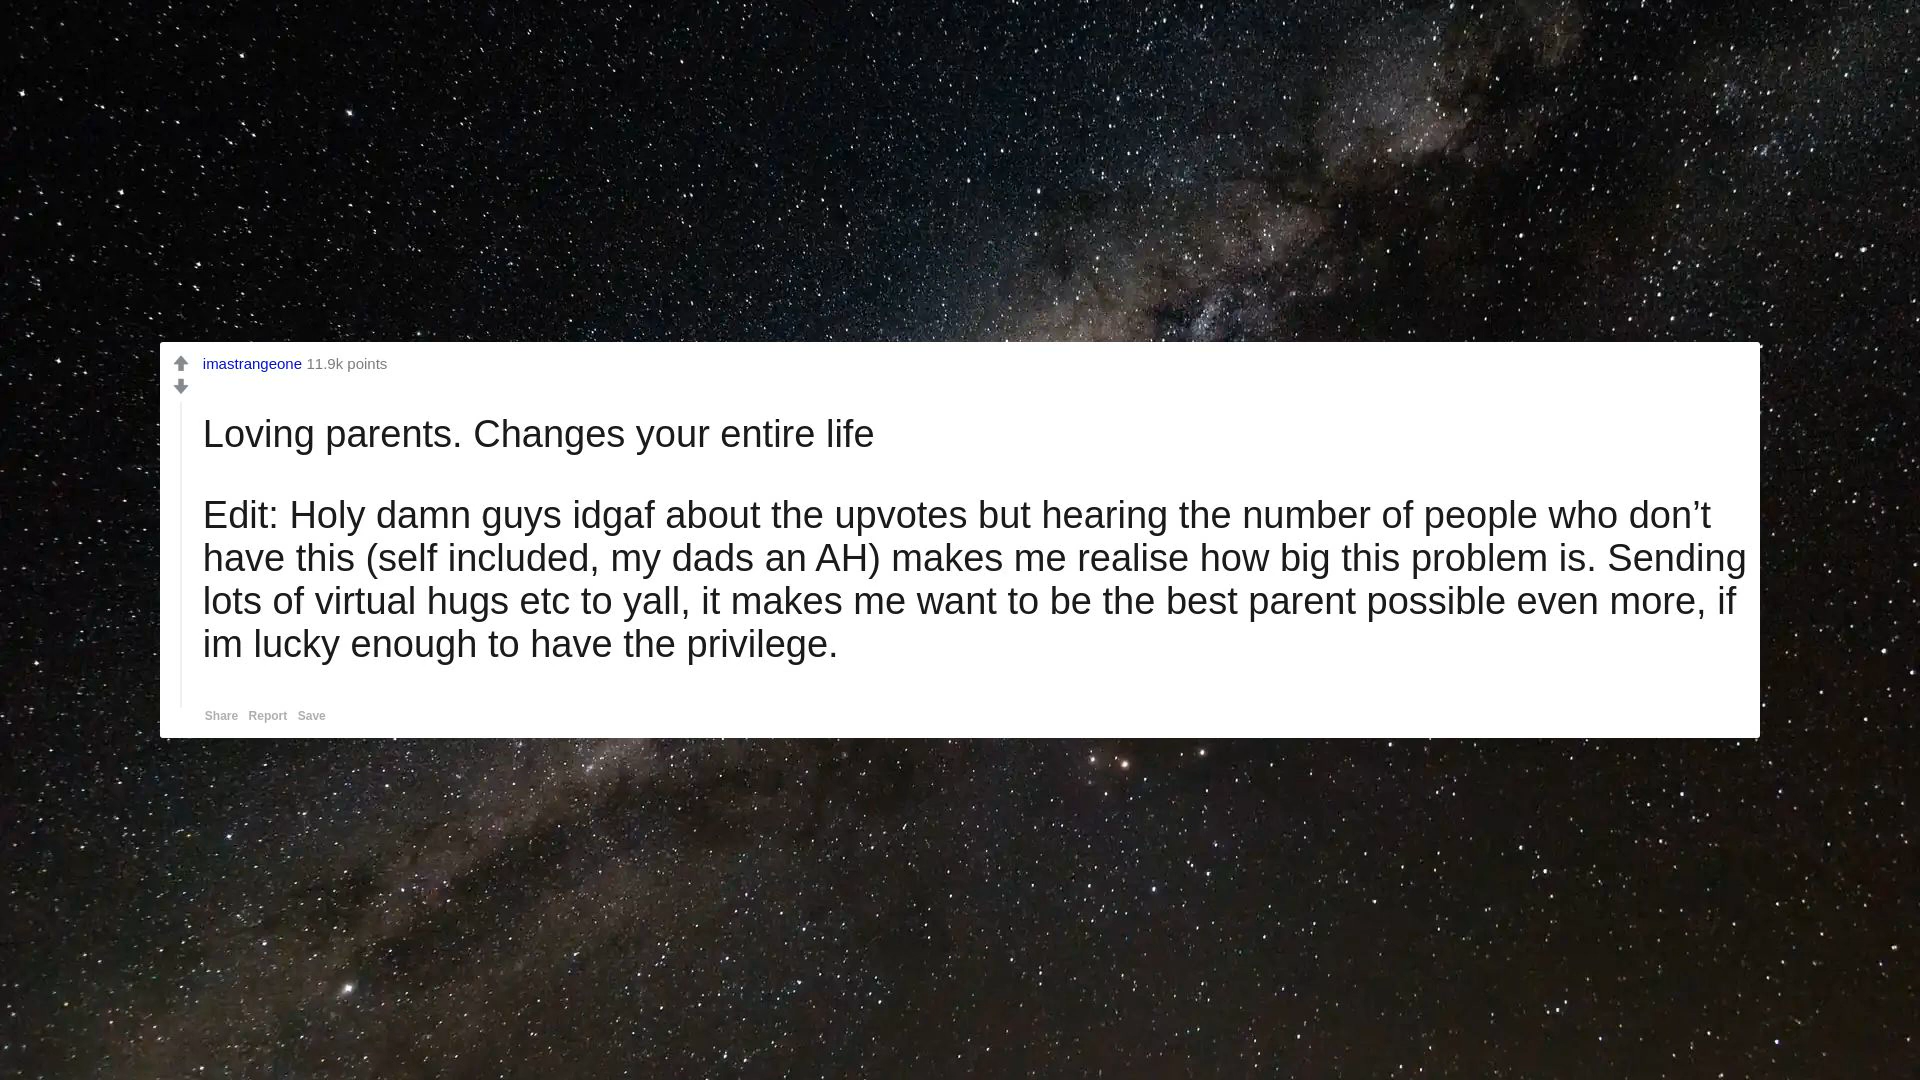 imastrangeone 11.9k points
Loving parents. Changes your entire life
Edit: Holy damn guys idgaf about the upvotes but hearing the number of people who don’t
have this (self included, my dads an AH) makes me realise how big this problem is. Sending
lots of virtual hugs etc to yall, it makes me want to be the best parent possible even more, if
im lucky enough to have the privilege.
Share Report Save